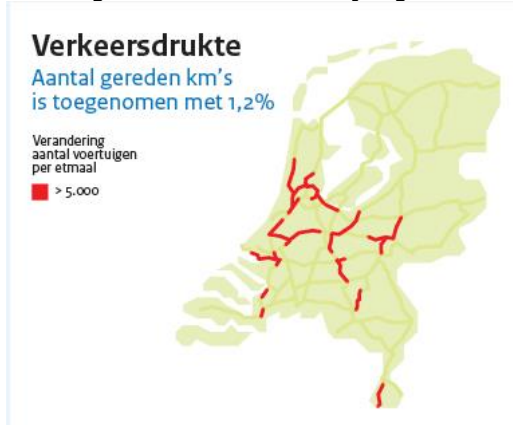 Verkeersdrukte
Aantal gereden km's
is toegenomen met 1,2%
Verandering
aantal voertuigen
per etmaal
> 5.000